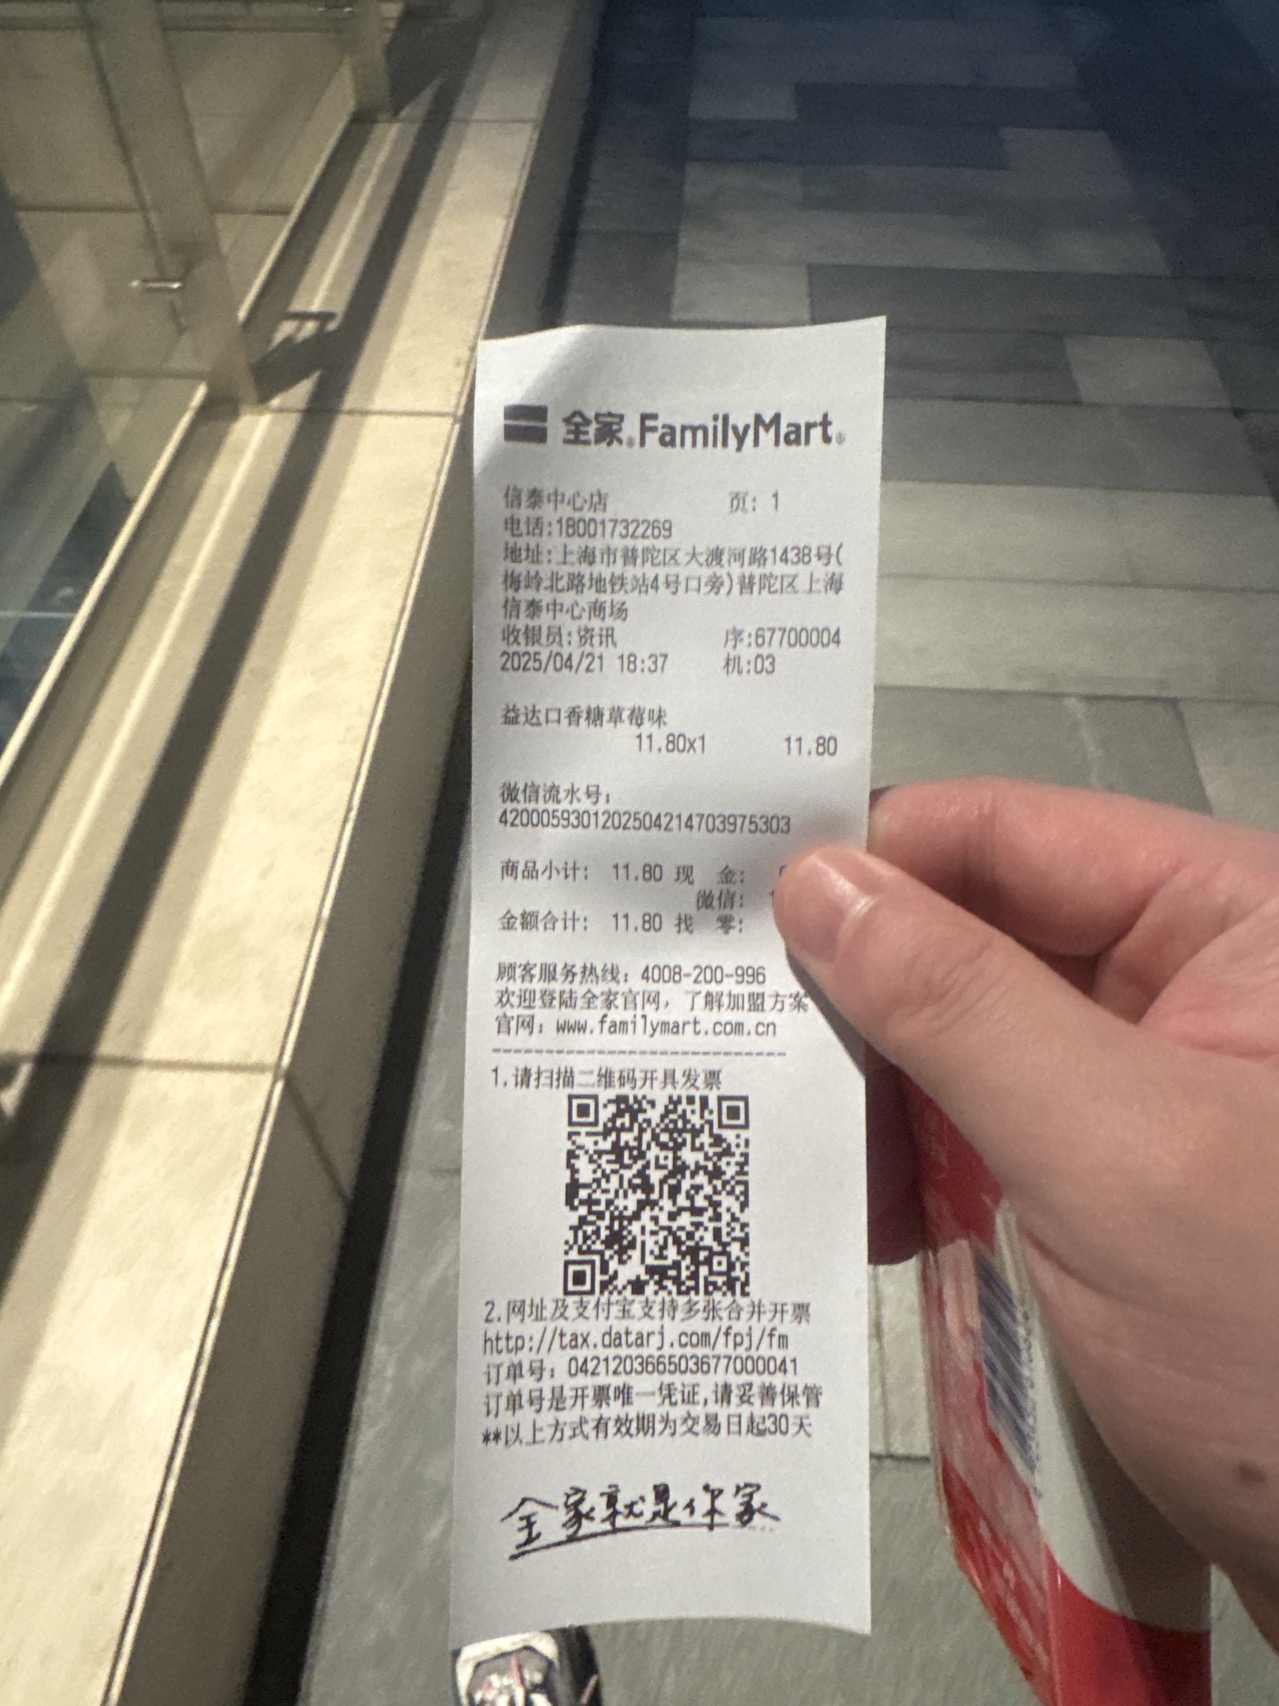 全家®FamilyMart®
信泰中心店 页: 1
电话:18001732269
地址:上海市普陀区大渡河路1438号(
梅岭北路地铁站4号口旁)普陀区上海
信泰中心商场
收银员:资讯 序:67700004
2025/04/21 18:37 机:03
益达口香糖草莓味
11.80x1 11.80
微信流水号:
4200059301202504214703975303
商品小计: 11.80 现 金:
微信:
金额合计: 11.80 找 零:
顾客服务热线: 4008-200-996
欢迎登陆全家官网, 了解加盟方案
官网: www.familymart.com.cn
1.请扫描二维码开具发票
2.网址及支付宝支持多张合并开票
http://tax.datarj.com/fpj/fm
订单号: 042120366503677000041
订单号是开票唯一凭证,请妥善保管
**以上方式有效期为交易日起30天
全家就是你家